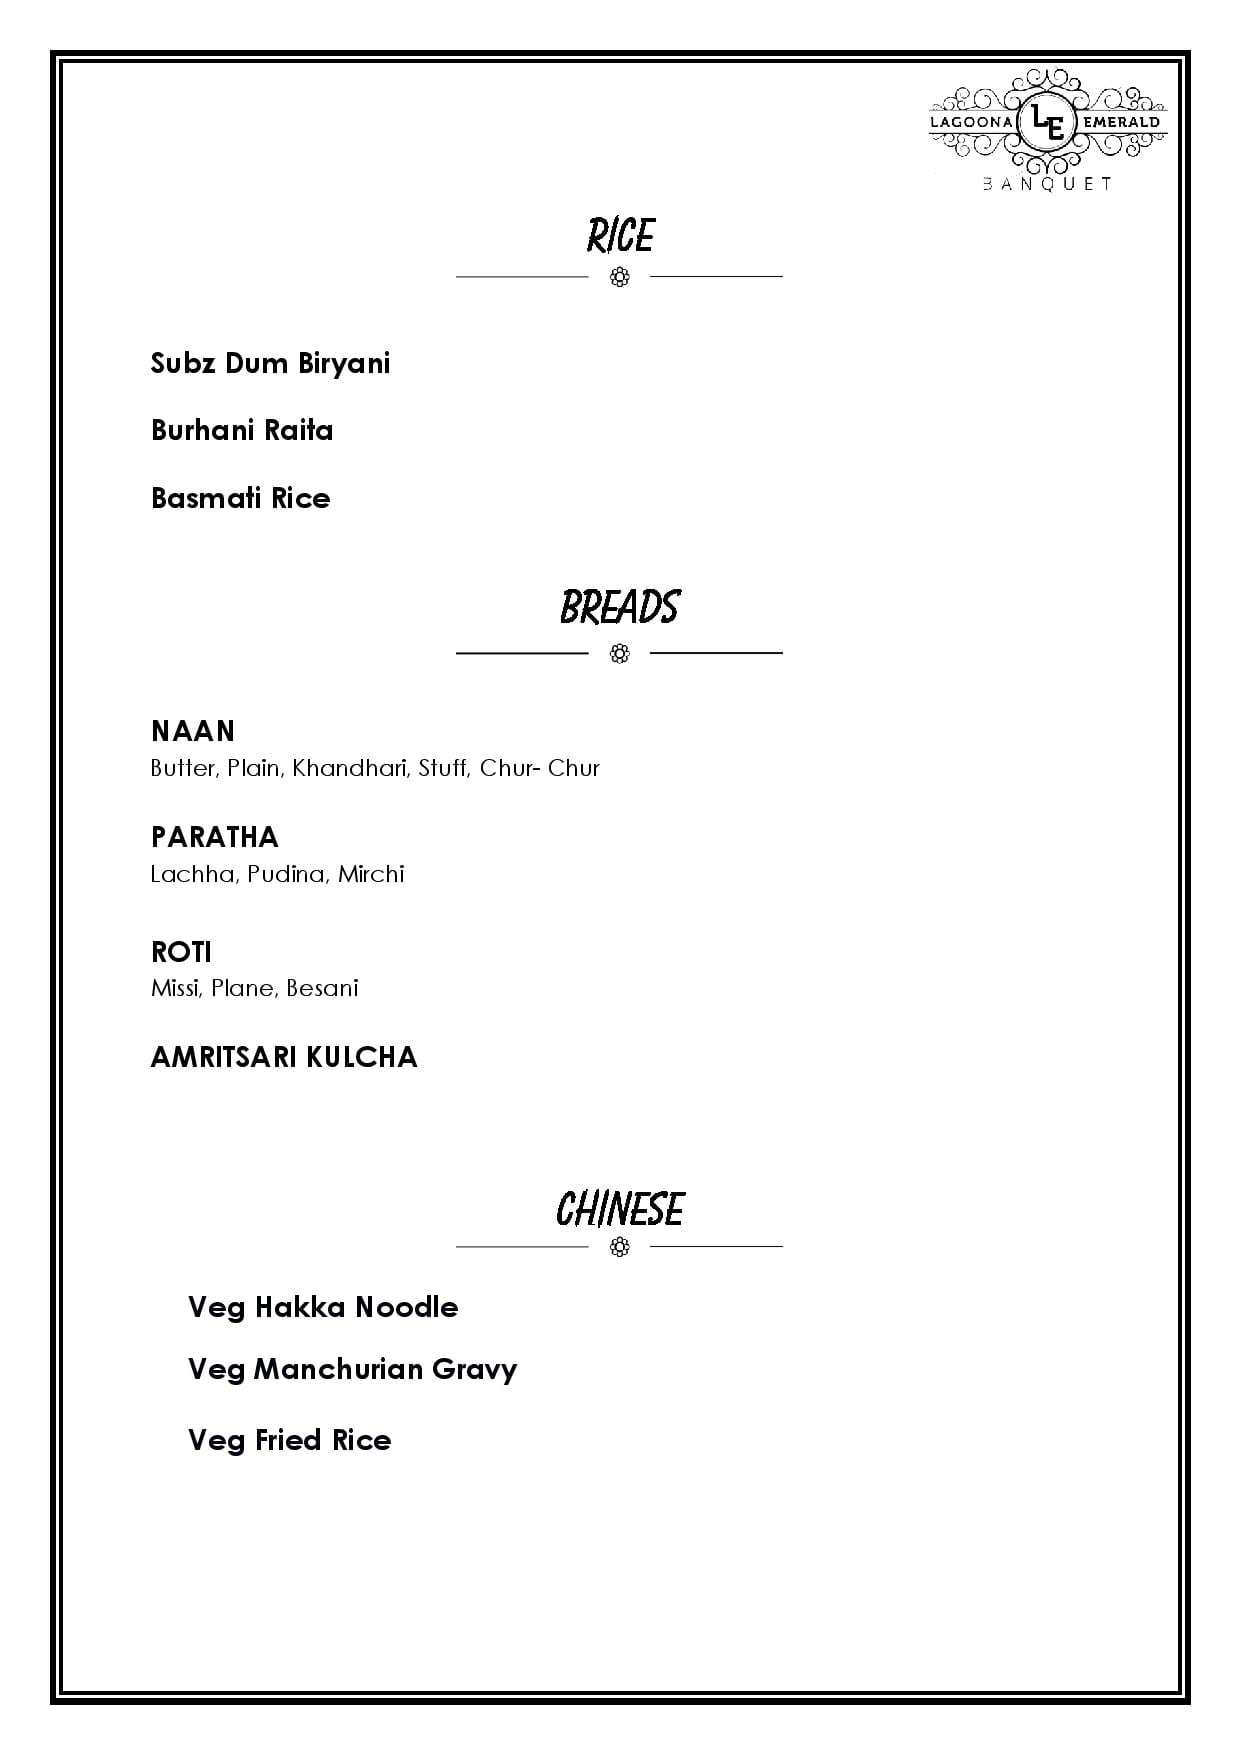 LAGOONA LE EMERALD
BANQUET
RICE
Subz Dum Biryani
Burhani Raita
Basmati Rice
BREADS
NAAN
Butter, Plain, Khandhari, Stuff, Chur- Chur
PARATHA
Lachha, Pudina, Mirchi
ROTI
Missi, Plane, Besani
AMRITSARI KULCHA
CHINESE
Veg Hakka Noodle
Veg Manchurian Gravy
Veg Fried Rice